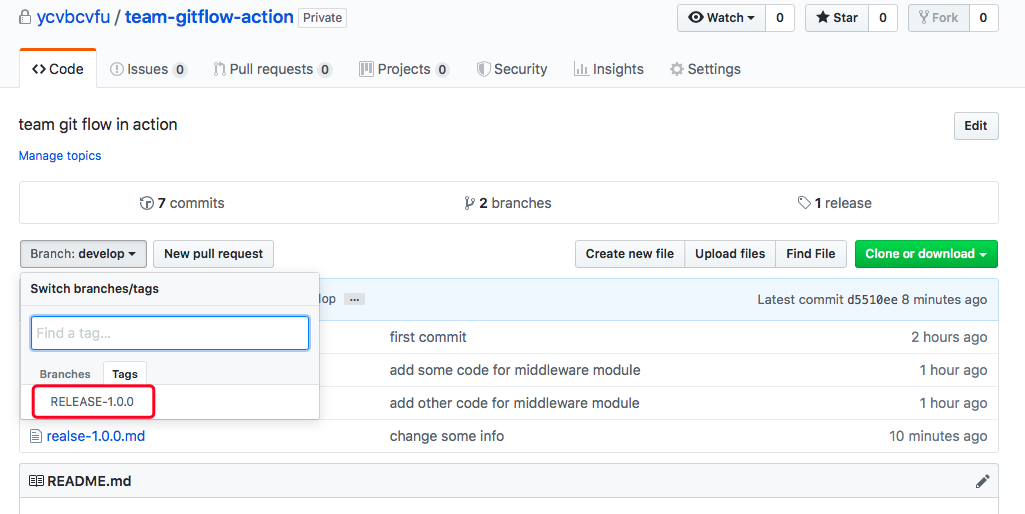 ycvbcvfu / team-gitflow-action Private Watch 0 Star 0 Fork 0
Code Issues 0 Pull requests 0 Projects 0 Security Insights Settings
team git flow in action Edit
Manage topics
7 commits 2 branches 1 release
Branch: develop New pull request Create new file Upload files Find File Clone or download
Switch branches/tags
lop … Latest commit d5510ee 8 minutes ago
Find a tag...
first commit 2 hours ago
Branches Tags
add some code for middleware module 1 hour ago
RELEASE-1.0.0
add other code for middleware module 1 hour ago
realse-1.0.0.md change some info 10 minutes ago
README.md